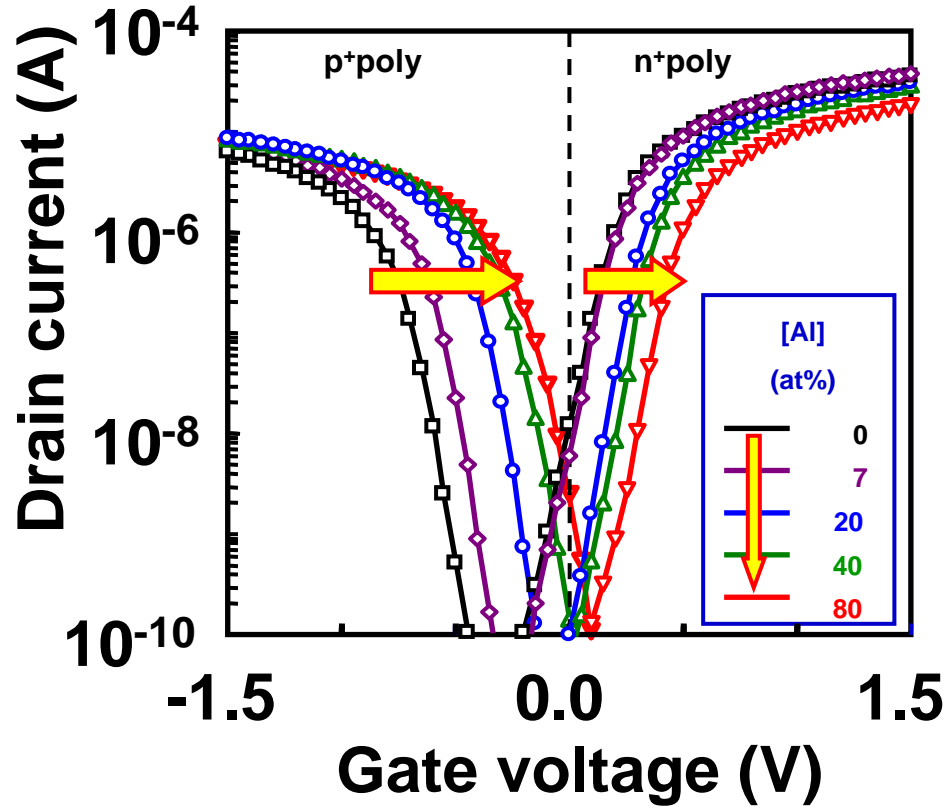 10-4
p+poly
n+poly
10-6
10-8
10-10
Drain current (A)
[Al]
(at%)
0
7
20
40
80
-1.5
0.0
1.5
Gate voltage (V)